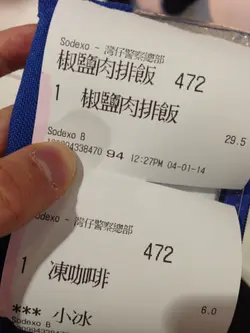 Sodexo - 灣仔警察總部
椒鹽肉排飯 472
1 椒鹽肉排飯
29.5
Sodexo B
94 12:27PM 04-01-14
Sodexo - 灣仔警察總部
472
1 凍咖啡
6.0
*** 小冰
Sodexo B